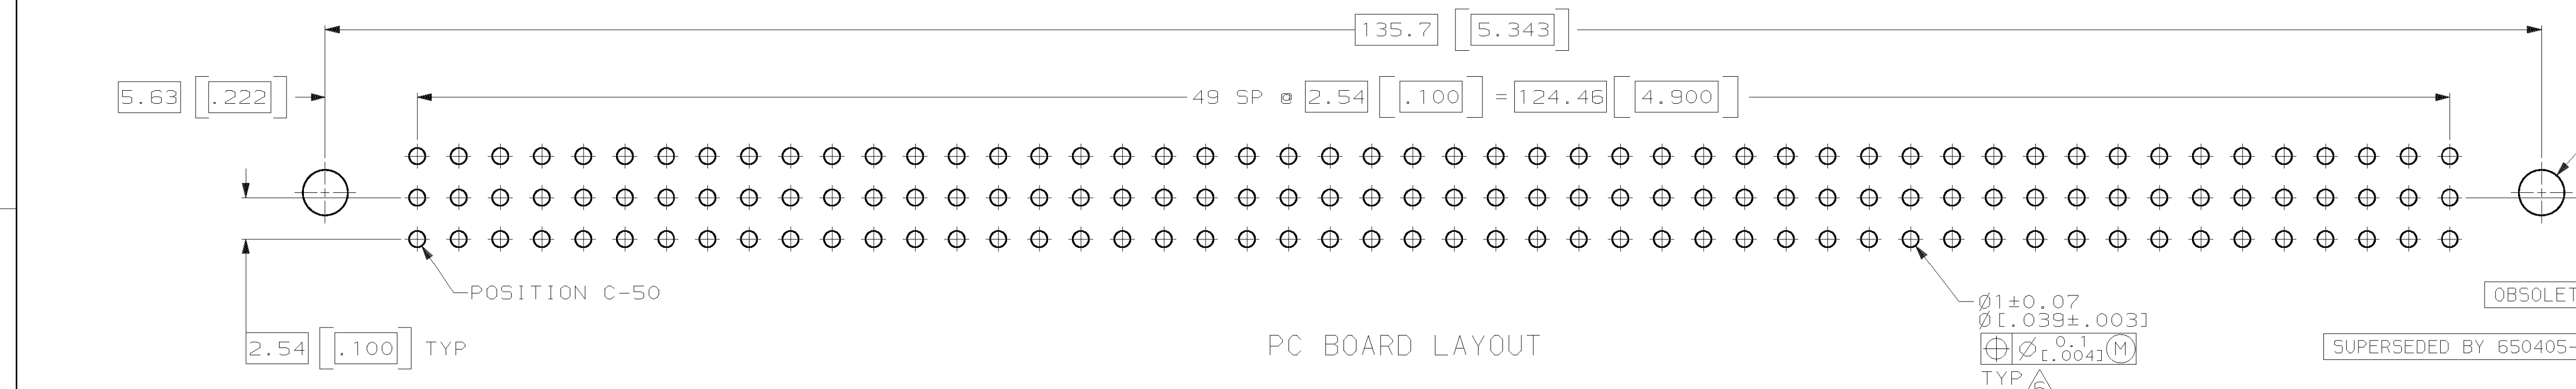 135.7 [5.343]
5.63 [.222]
49 SP @ 2.54 [.100] = 124.46 [4.900]
POSITION C-50
2.54 [.100] TYP
PC BOARD LAYOUT
Ø1±0.07
Ø[.039±.003]
⌖ Ø 0.1 [.004] Ⓜ
TYP
OBSOLET
SUPERSEDED BY 650405-